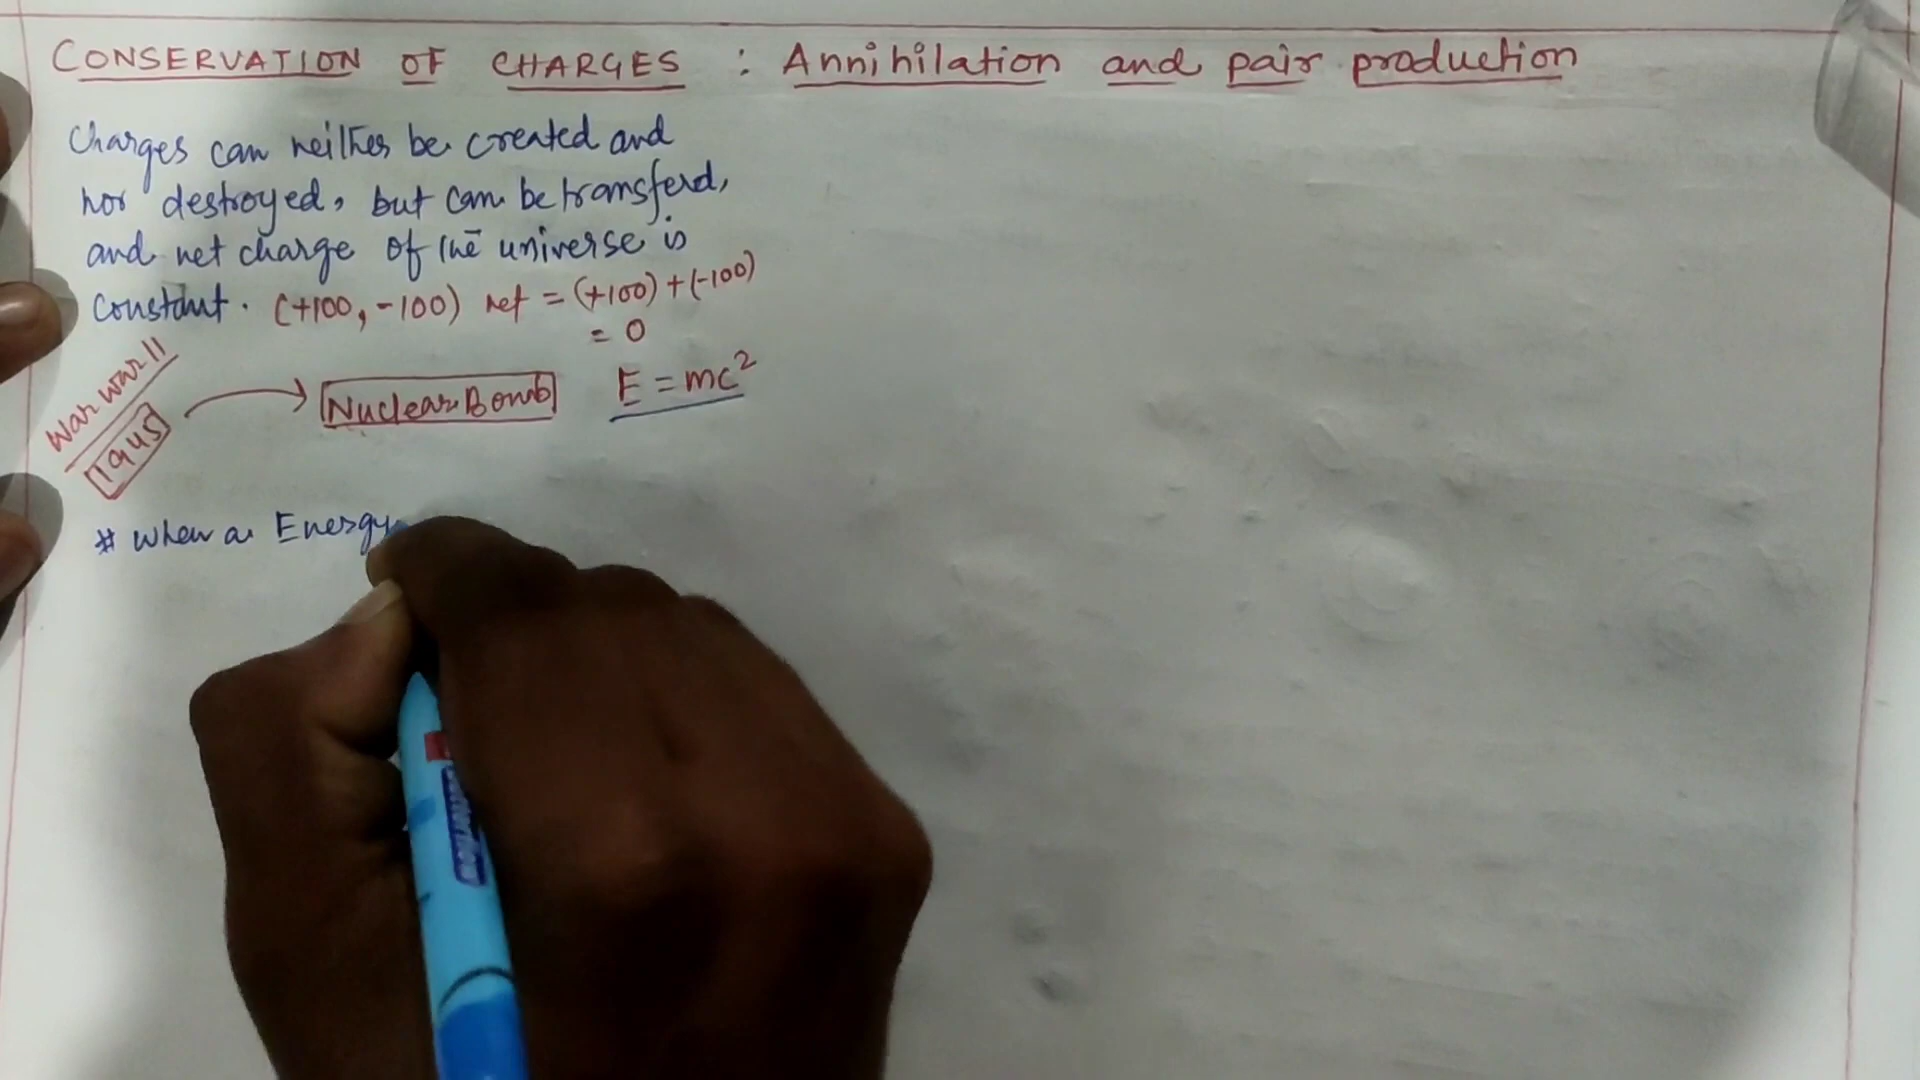 CONSERVATION OF CHARGES : Annihilation and pair production
Charges can neither be created and
nor destroyed, but can be transferd,
and net charge of the universe is
Constant. (+100, -100) net = (+100) + (-100)
= 0
War war II
1945
Nuclear Bomb
E = mc²
* When a Energy